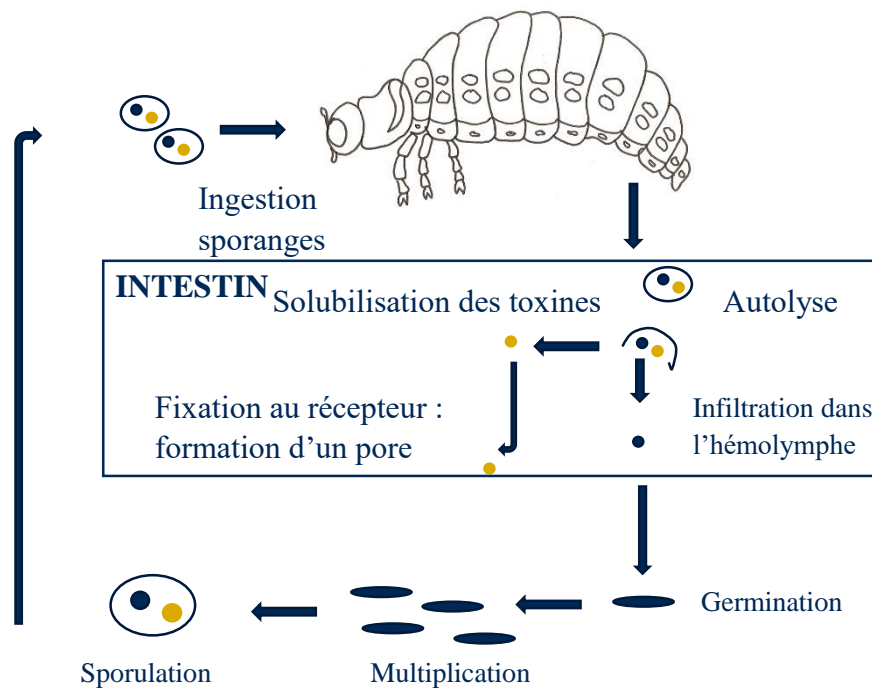 Ingestion
sporanges
INTESTIN
Solubilisation des toxines
Autolyse
Fixation au récepteur :
formation d’un pore
Infiltration dans
l’hémolymphe
Germination
Multiplication
Sporulation